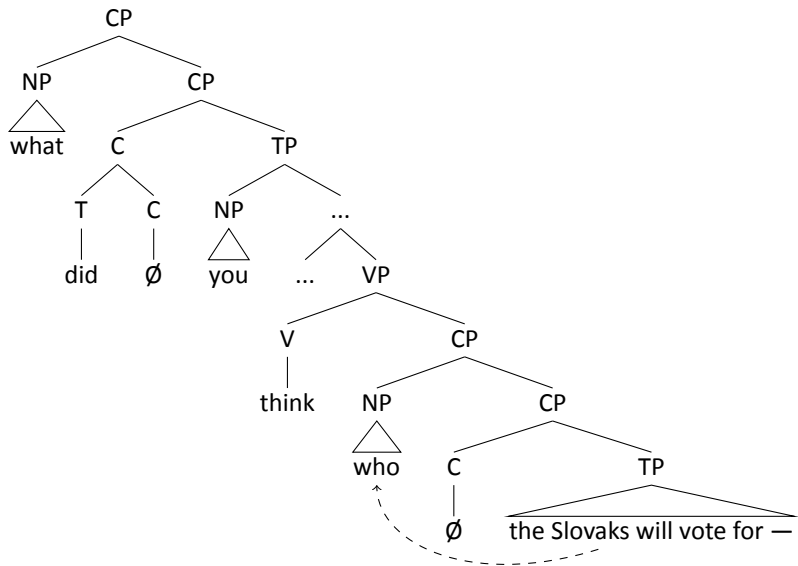 CP
NP CP
what C TP
T C NP ...
did Ø you ... VP
V CP
think NP CP
who C TP
Ø the Slovaks will vote for —